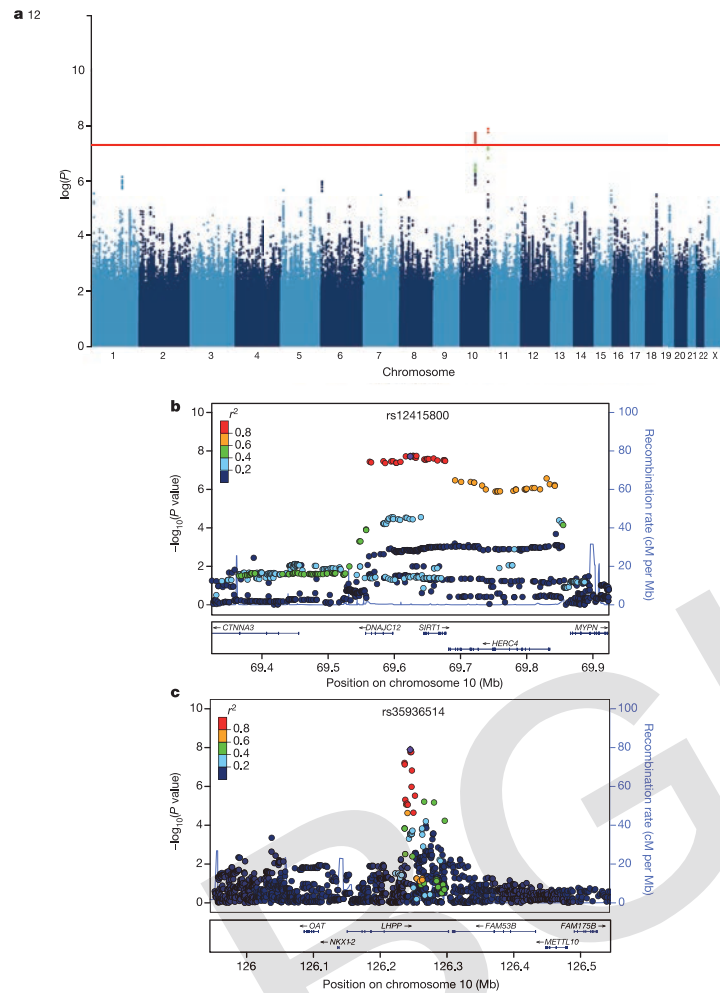 a 12
10
8
6
4
2
0
log(P)
1 2 3 4 5 6 7 8 9 10 11 12 13 14 15 16 17 18 19 20 21 22 X
Chromosome
b
rs12415800
r²
0.8
0.6
0.4
0.2
10
8
6
4
2
0
–log10(P value)
100
80
60
40
20
0
Recombination rate (cM per Mb)
CTNNA3 DNAJC12 SIRT1 MYPN
HERC4
69.4 69.5 69.6 69.7 69.8 69.9
Position on chromosome 10 (Mb)
c
rs35936514
r²
0.8
0.6
0.4
0.2
10
8
6
4
2
0
–log10(P value)
100
80
60
40
20
0
Recombination rate (cM per Mb)
OAT LHPP FAM53B FAM175B
NKX1-2 METTL10
126 126.1 126.2 126.3 126.4 126.5
Position on chromosome 10 (Mb)